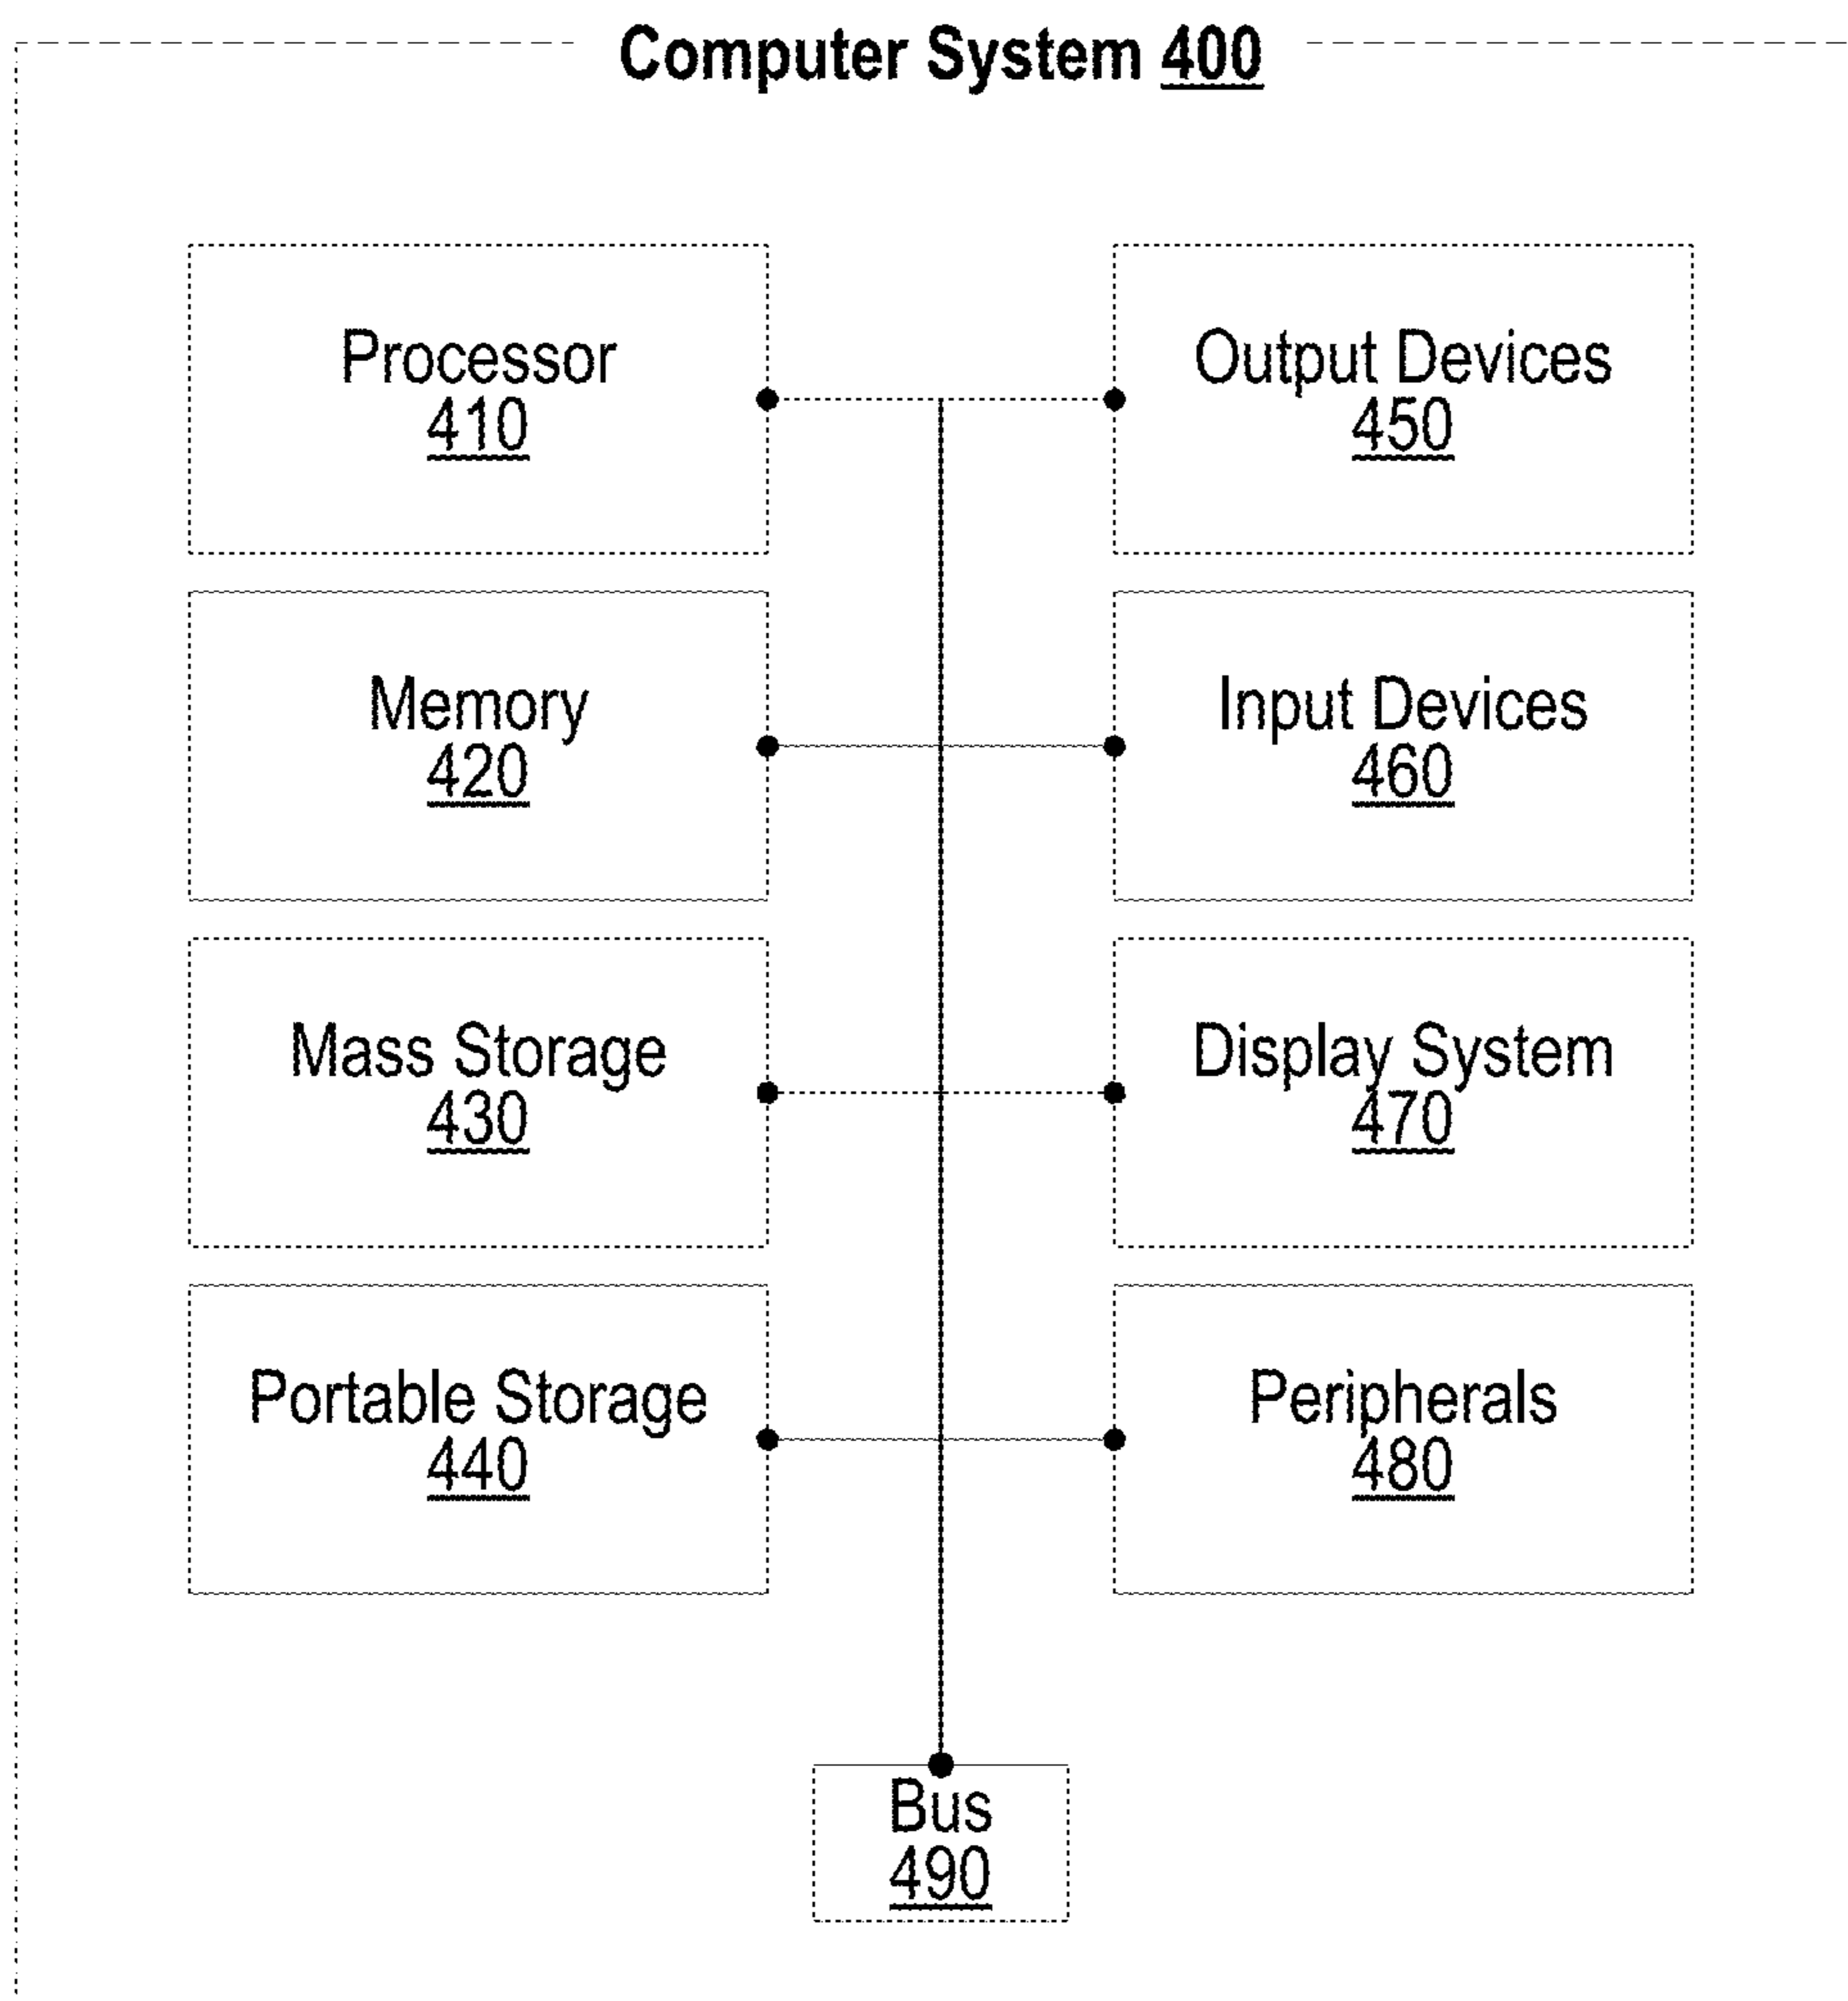 Computer System 400
Processor
410
Output Devices
450
Memory
420
Input Devices
460
Mass Storage
430
Display System
470
Portable Storage
440
Peripherals
480
Bus
490